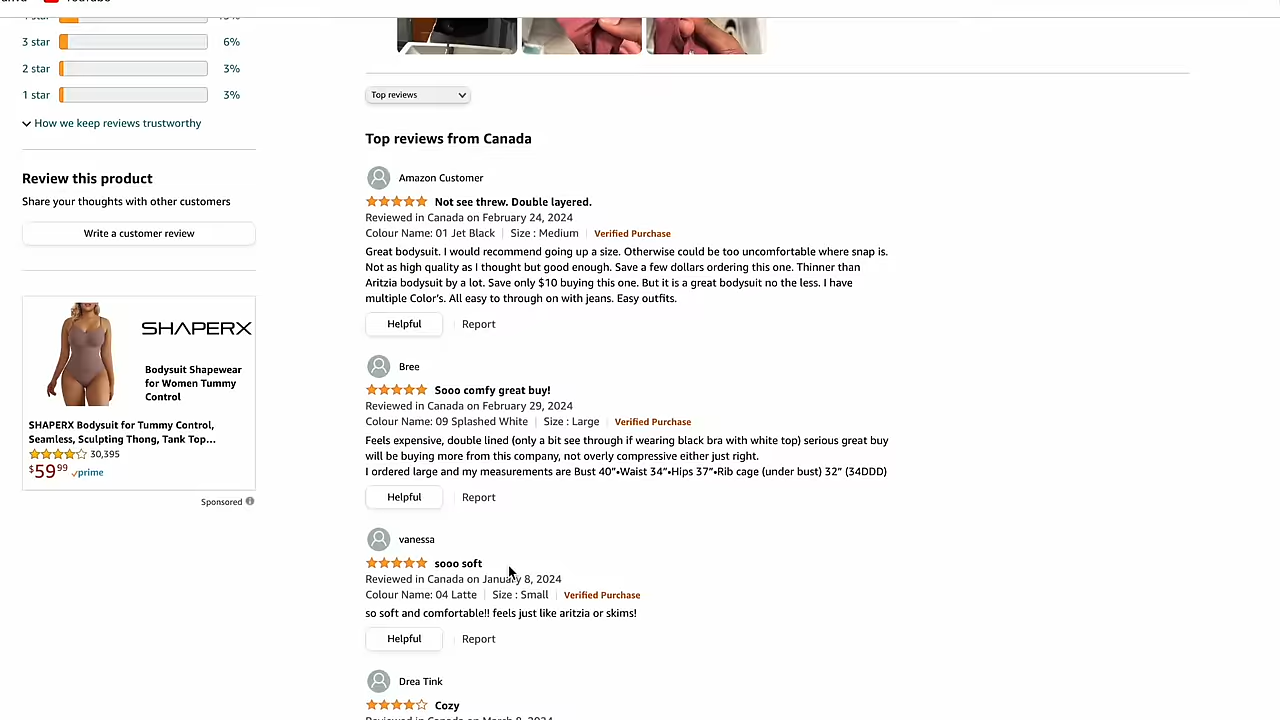 YouTube
3 star 6%
2 star 3%
1 star 3%
How we keep reviews trustworthy
Review this product
Share your thoughts with other customers
Write a customer review
SHAPERX
Bodysuit Shapewear
for Women Tummy
Control
SHAPERX Bodysuit for Tummy Control,
Seamless, Sculpting Thong, Tank Top...
30,395
$59 99 prime
Sponsored
Top reviews
Top reviews from Canada
Amazon Customer
Not see threw. Double layered.
Reviewed in Canada on February 24, 2024
Colour Name: 01 Jet Black | Size : Medium | Verified Purchase
Great bodysuit. I would recommend going up a size. Otherwise could be too uncomfortable where snap is.
Not as high quality as I thought but good enough. Save a few dollars ordering this one. Thinner than
Aritzia bodysuit by a lot. Save only $10 buying this one. But it is a great bodysuit no the less. I have
multiple Color's. All easy to through on with jeans. Easy outfits.
Helpful | Report
Bree
Sooo comfy great buy!
Reviewed in Canada on February 29, 2024
Colour Name: 09 Splashed White | Size : Large | Verified Purchase
Feels expensive, double lined (only a bit see through if wearing black bra with white top) serious great buy
will be buying more from this company, not overly compressive either just right.
I ordered large and my measurements are Bust 40”•Waist 34”•Hips 37”•Rib cage (under bust) 32” (34DDD)
Helpful | Report
vanessa
sooo soft
Reviewed in Canada on January 8, 2024
Colour Name: 04 Latte | Size : Small | Verified Purchase
so soft and comfortable!! feels just like aritzia or skims!
Helpful | Report
Drea Tink
Cozy